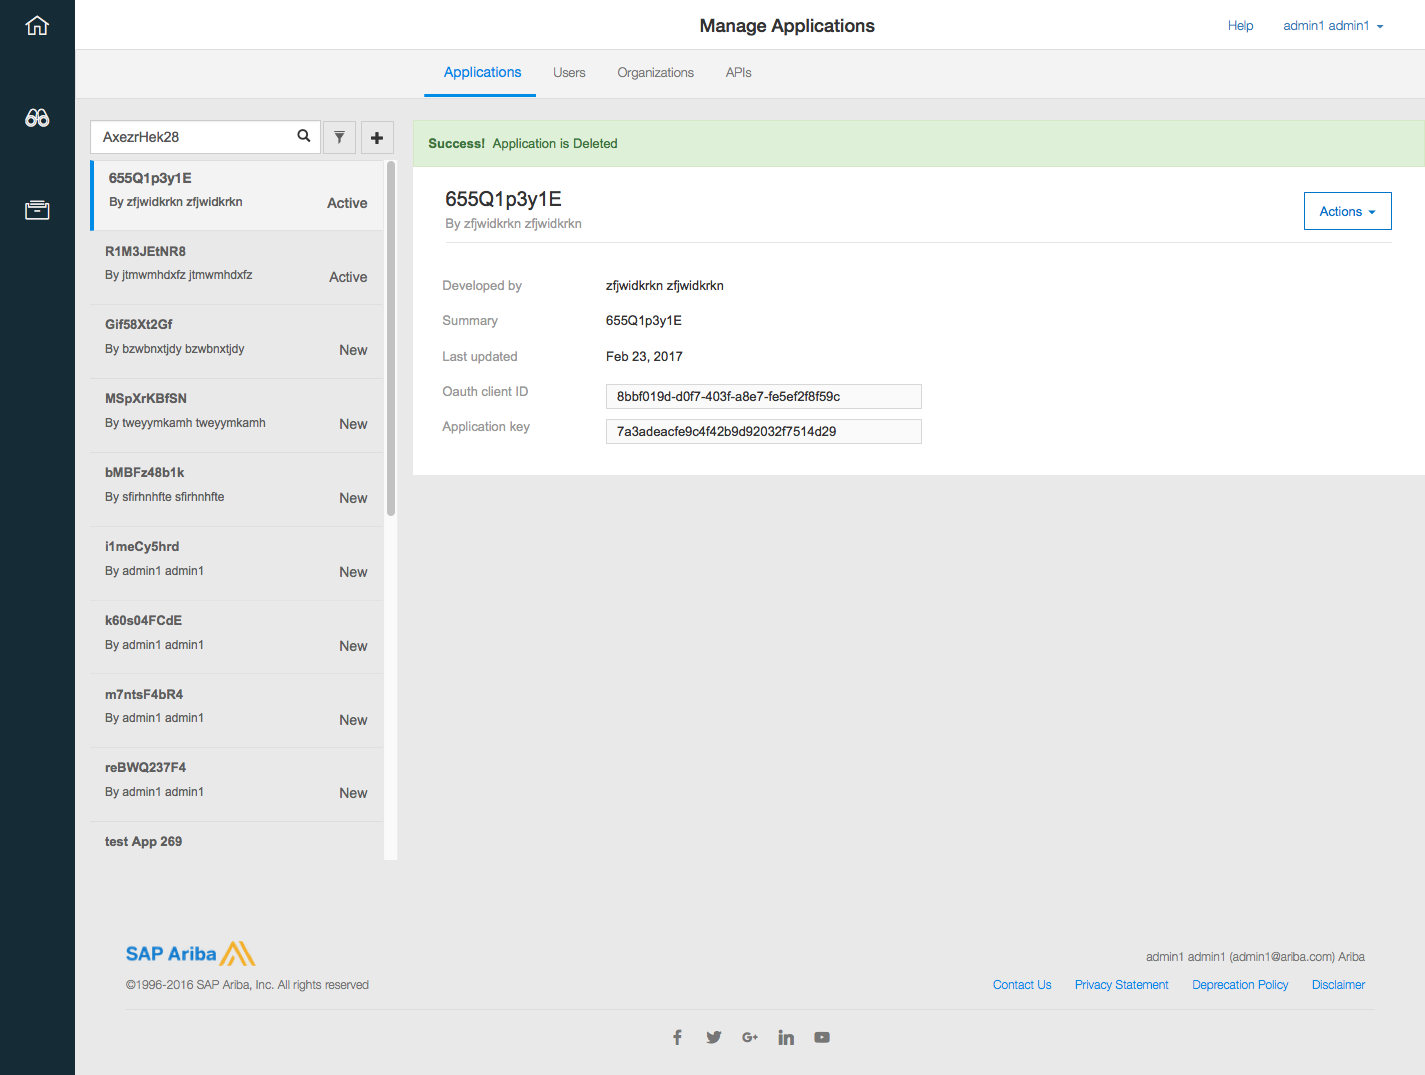 Manage Applications
Help
admin1 admin1
Applications
Users
Organizations
APIs
AxezrHek28
655Q1p3y1E
By zfjwidkrkn zfjwidkrkn
Active
R1M3JEtNR8
By jtmwmhdxfz jtmwmhdxfz
Active
Gif58Xt2Gf
By bzwbnxtjdy bzwbnxtjdy
New
MSpXrKBfSN
By tweyymkamh tweyymkamh
New
bMBFz48b1k
By sfirhnhfte sfirhnhfte
New
i1meCy5hrd
By admin1 admin1
New
k60s04FCdE
By admin1 admin1
New
m7ntsF4bR4
By admin1 admin1
New
reBWQ237F4
By admin1 admin1
New
test App 269
Success! Application is Deleted
655Q1p3y1E
By zfjwidkrkn zfjwidkrkn
Actions
Developed by zfjwidkrkn zfjwidkrkn
Summary 655Q1p3y1E
Last updated Feb 23, 2017
Oauth client ID 8bbf019d-d0f7-403f-a8e7-fe5ef2f8f59c
Application key 7a3adeacfe9c4f42b9d92032f7514d29
SAP Ariba
©1996-2016 SAP Ariba, Inc. All rights reserved
admin1 admin1 (admin1@ariba.com) Ariba
Contact Us Privacy Statement Deprecation Policy Disclaimer